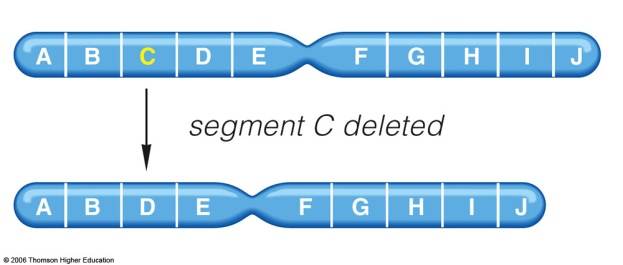 A B C D E F G H I J
segment C deleted
A B D E F G H I J
© 2006 Thomson Higher Education